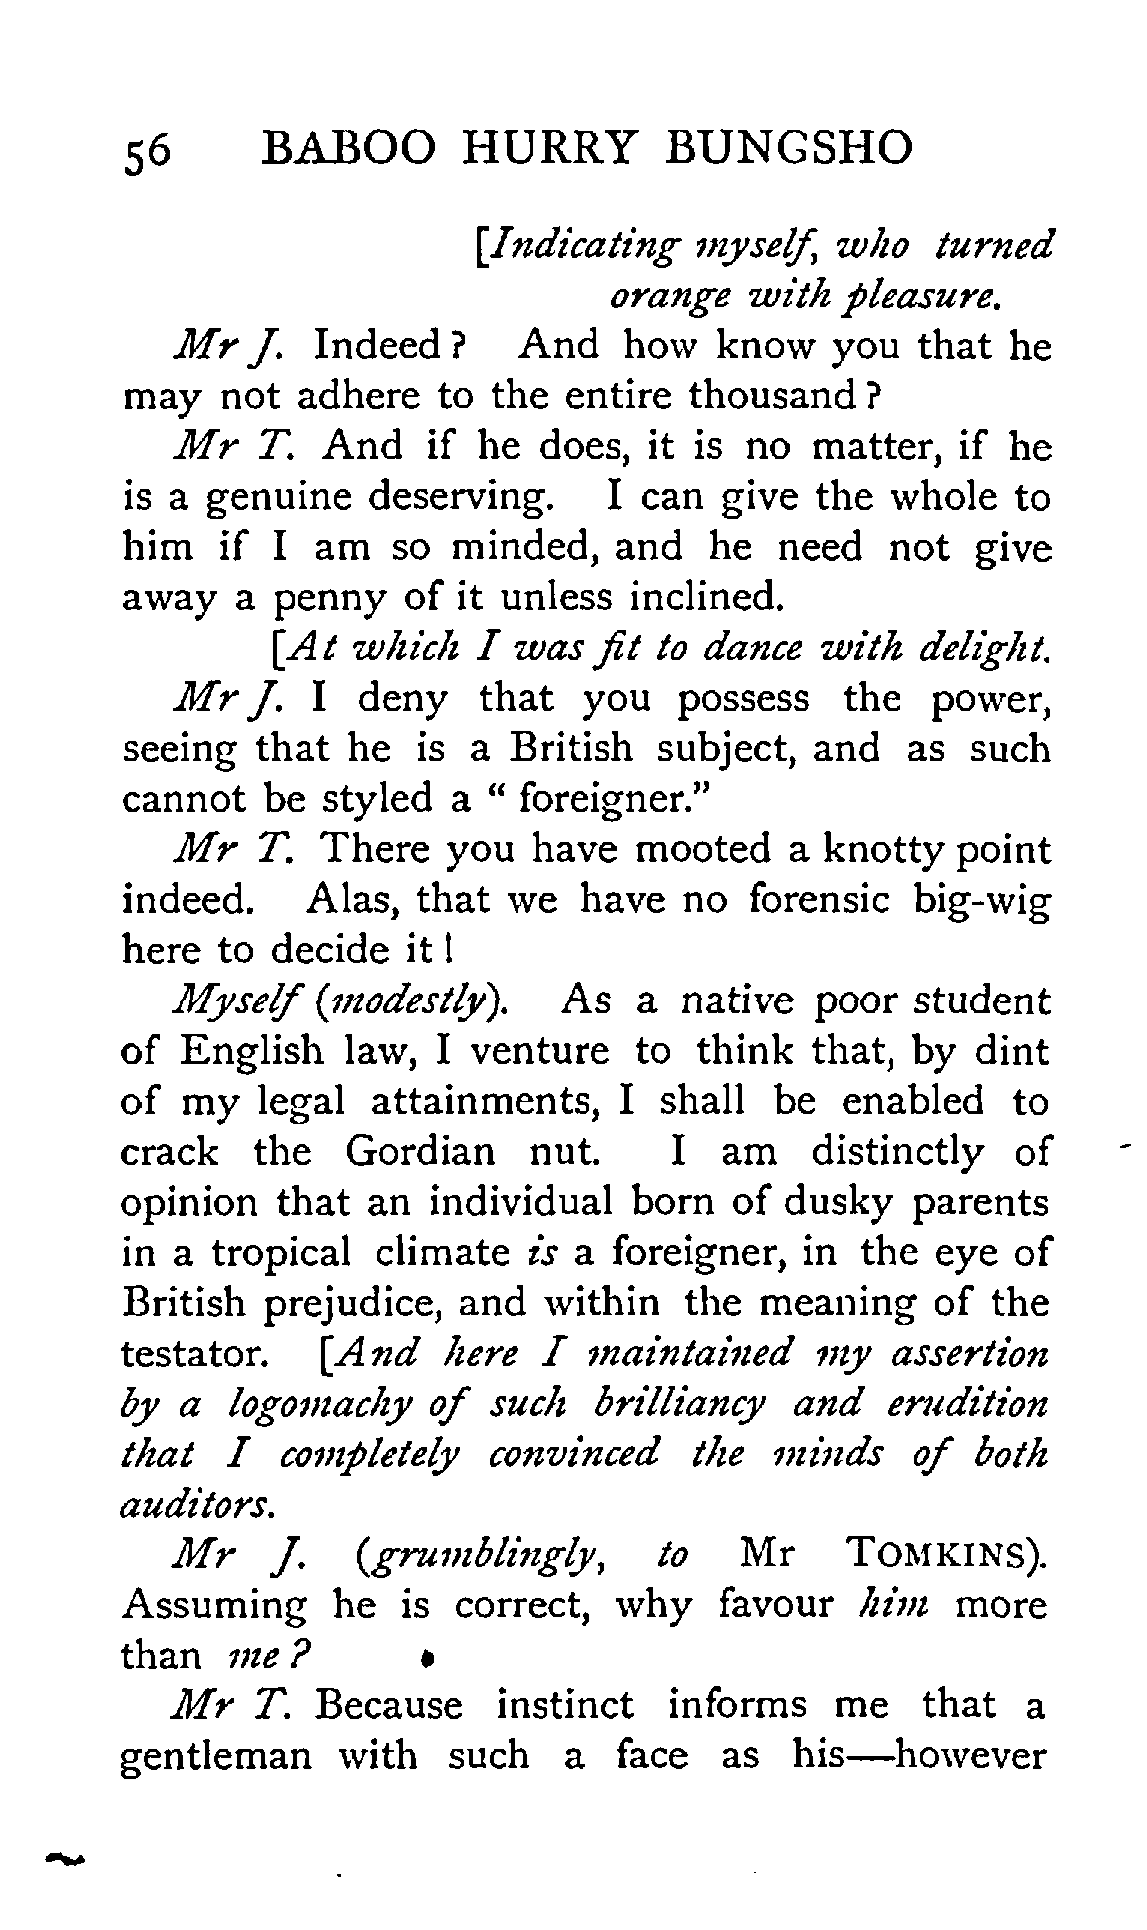 56 BABOO HURRY BUNGSHO
[Indicating myself, who turned
orange with pleasure.
Mr J. Indeed? And how know you that he
may not adhere to the entire thousand?
Mr T. And if he does, it is no matter, if he
is a genuine deserving. I can give the whole to
him if I am so minded, and he need not give
away a penny of it unless inclined.
[At which I was fit to dance with delight.
Mr J. I deny that you possess the power,
seeing that he is a British subject, and as such
cannot be styled a “foreigner.”
Mr T. There you have mooted a knotty point
indeed. Alas, that we have no forensic big-wig
here to decide it!
Myself (modestly). As a native poor student
of English law, I venture to think that, by dint
of my legal attainments, I shall be enabled to
crack the Gordian nut. I am distinctly of
opinion that an individual born of dusky parents
in a tropical climate is a foreigner, in the eye of
British prejudice, and within the meaning of the
testator. [And here I maintained my assertion
by a logomachy of such brilliancy and erudition
that I completely convinced the minds of both
auditors.
Mr J. (grumblingly, to Mr TOMKINS).
Assuming he is correct, why favour him more
than me?
Mr T. Because instinct informs me that a
gentleman with such a face as his—however